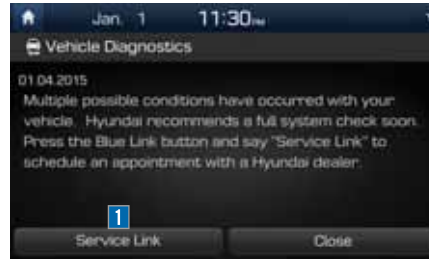 Jan. 1 11:30PM
Vehicle Diagnostics
01.04.2015
Multiple possible conditions have occurred with your
vehicle. Hyundai recommends a full system check soon.
Press the Blue Link button and say "Service Link" to
schedule an appointment with a Hyundai dealer.
1
Service Link Close